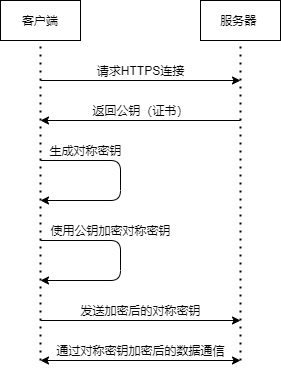 客户端
服务器
请求HTTPS连接
返回公钥（证书）
生成对称密钥
使用公钥加密对称密钥
发送加密后的对称密钥
通过对称密钥加密后的数据通信